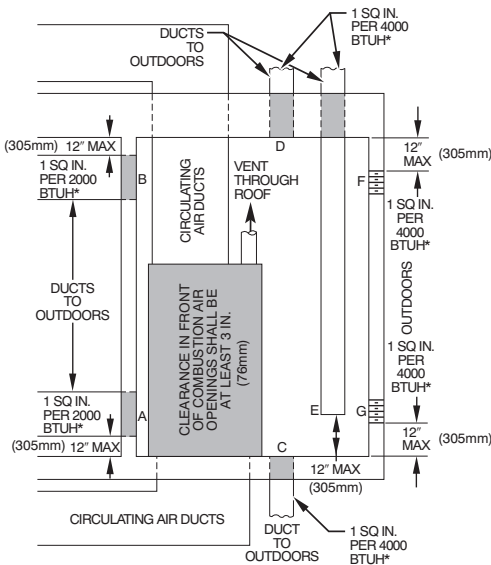 DUCTS
TO
OUTDOORS
1 SQ IN.
PER 4000
BTUH*
12" MAX
(305mm)
1 SQ IN.
PER 2000
BTUH*
B
DUCTS
TO
OUTDOORS
1 SQ IN.
PER 2000
BTUH*
A
(305mm)
12" MAX
D
CIRCULATING
AIR DUCTS
VENT
THROUGH
ROOF
CLEARANCE IN FRONT
OF COMBUSTION AIR
OPENINGS SHALL BE
AT LEAST 3 IN.
(76mm)
12"
MAX
(305mm)
F
1 SQ IN.
PER
4000
BTUH*
OUTDOORS
1 SQ IN.
PER
4000
BTUH*
E
G
12"
MAX
(305mm)
C
12" MAX
(305mm)
CIRCULATING AIR DUCTS
DUCT
TO
OUTDOORS
1 SQ IN.
PER 4000
BTUH*